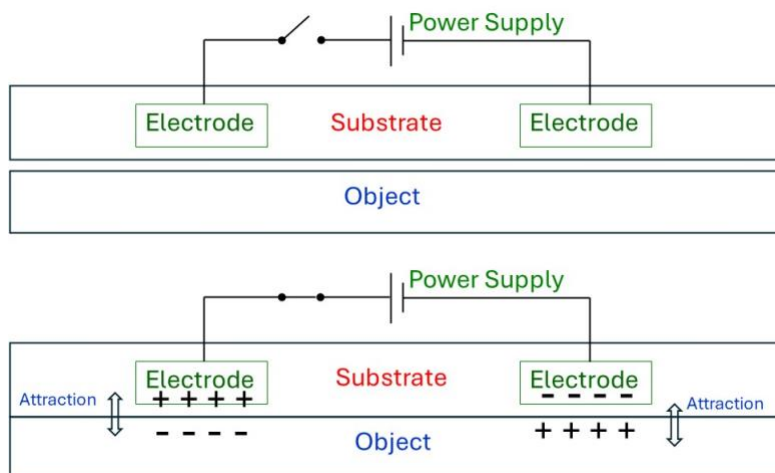 Power Supply
Electrode Substrate Electrode
Object
Power Supply
Electrode Substrate Electrode
+ + + + - - - -
Attraction Attraction
- - - - Object + + + +